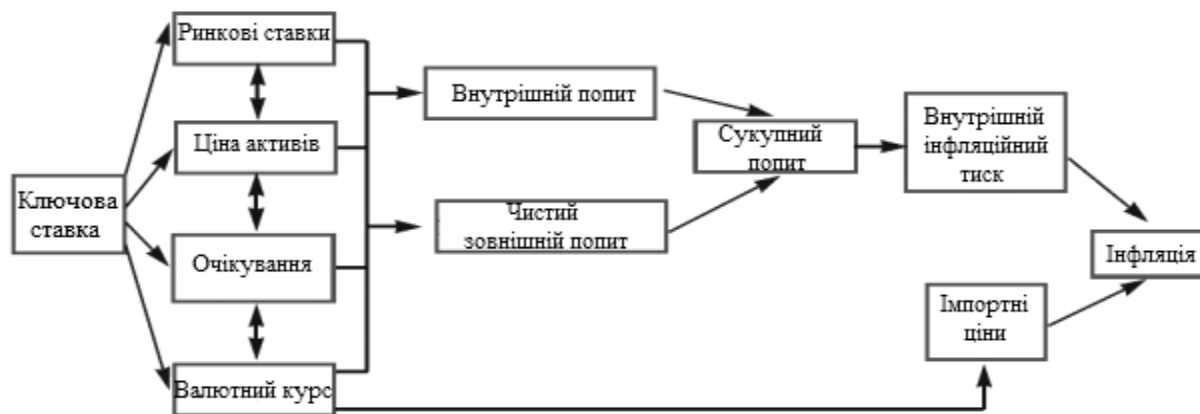 Ринкові ставки
Ціна активів
Ключова
ставка
Очікування
Валютний курс
Внутрішній попит
Чистий
зовнішній попит
Сукупний
попит
Внутрішній
інфляційний
тиск
Імпортні
ціни
Інфляція